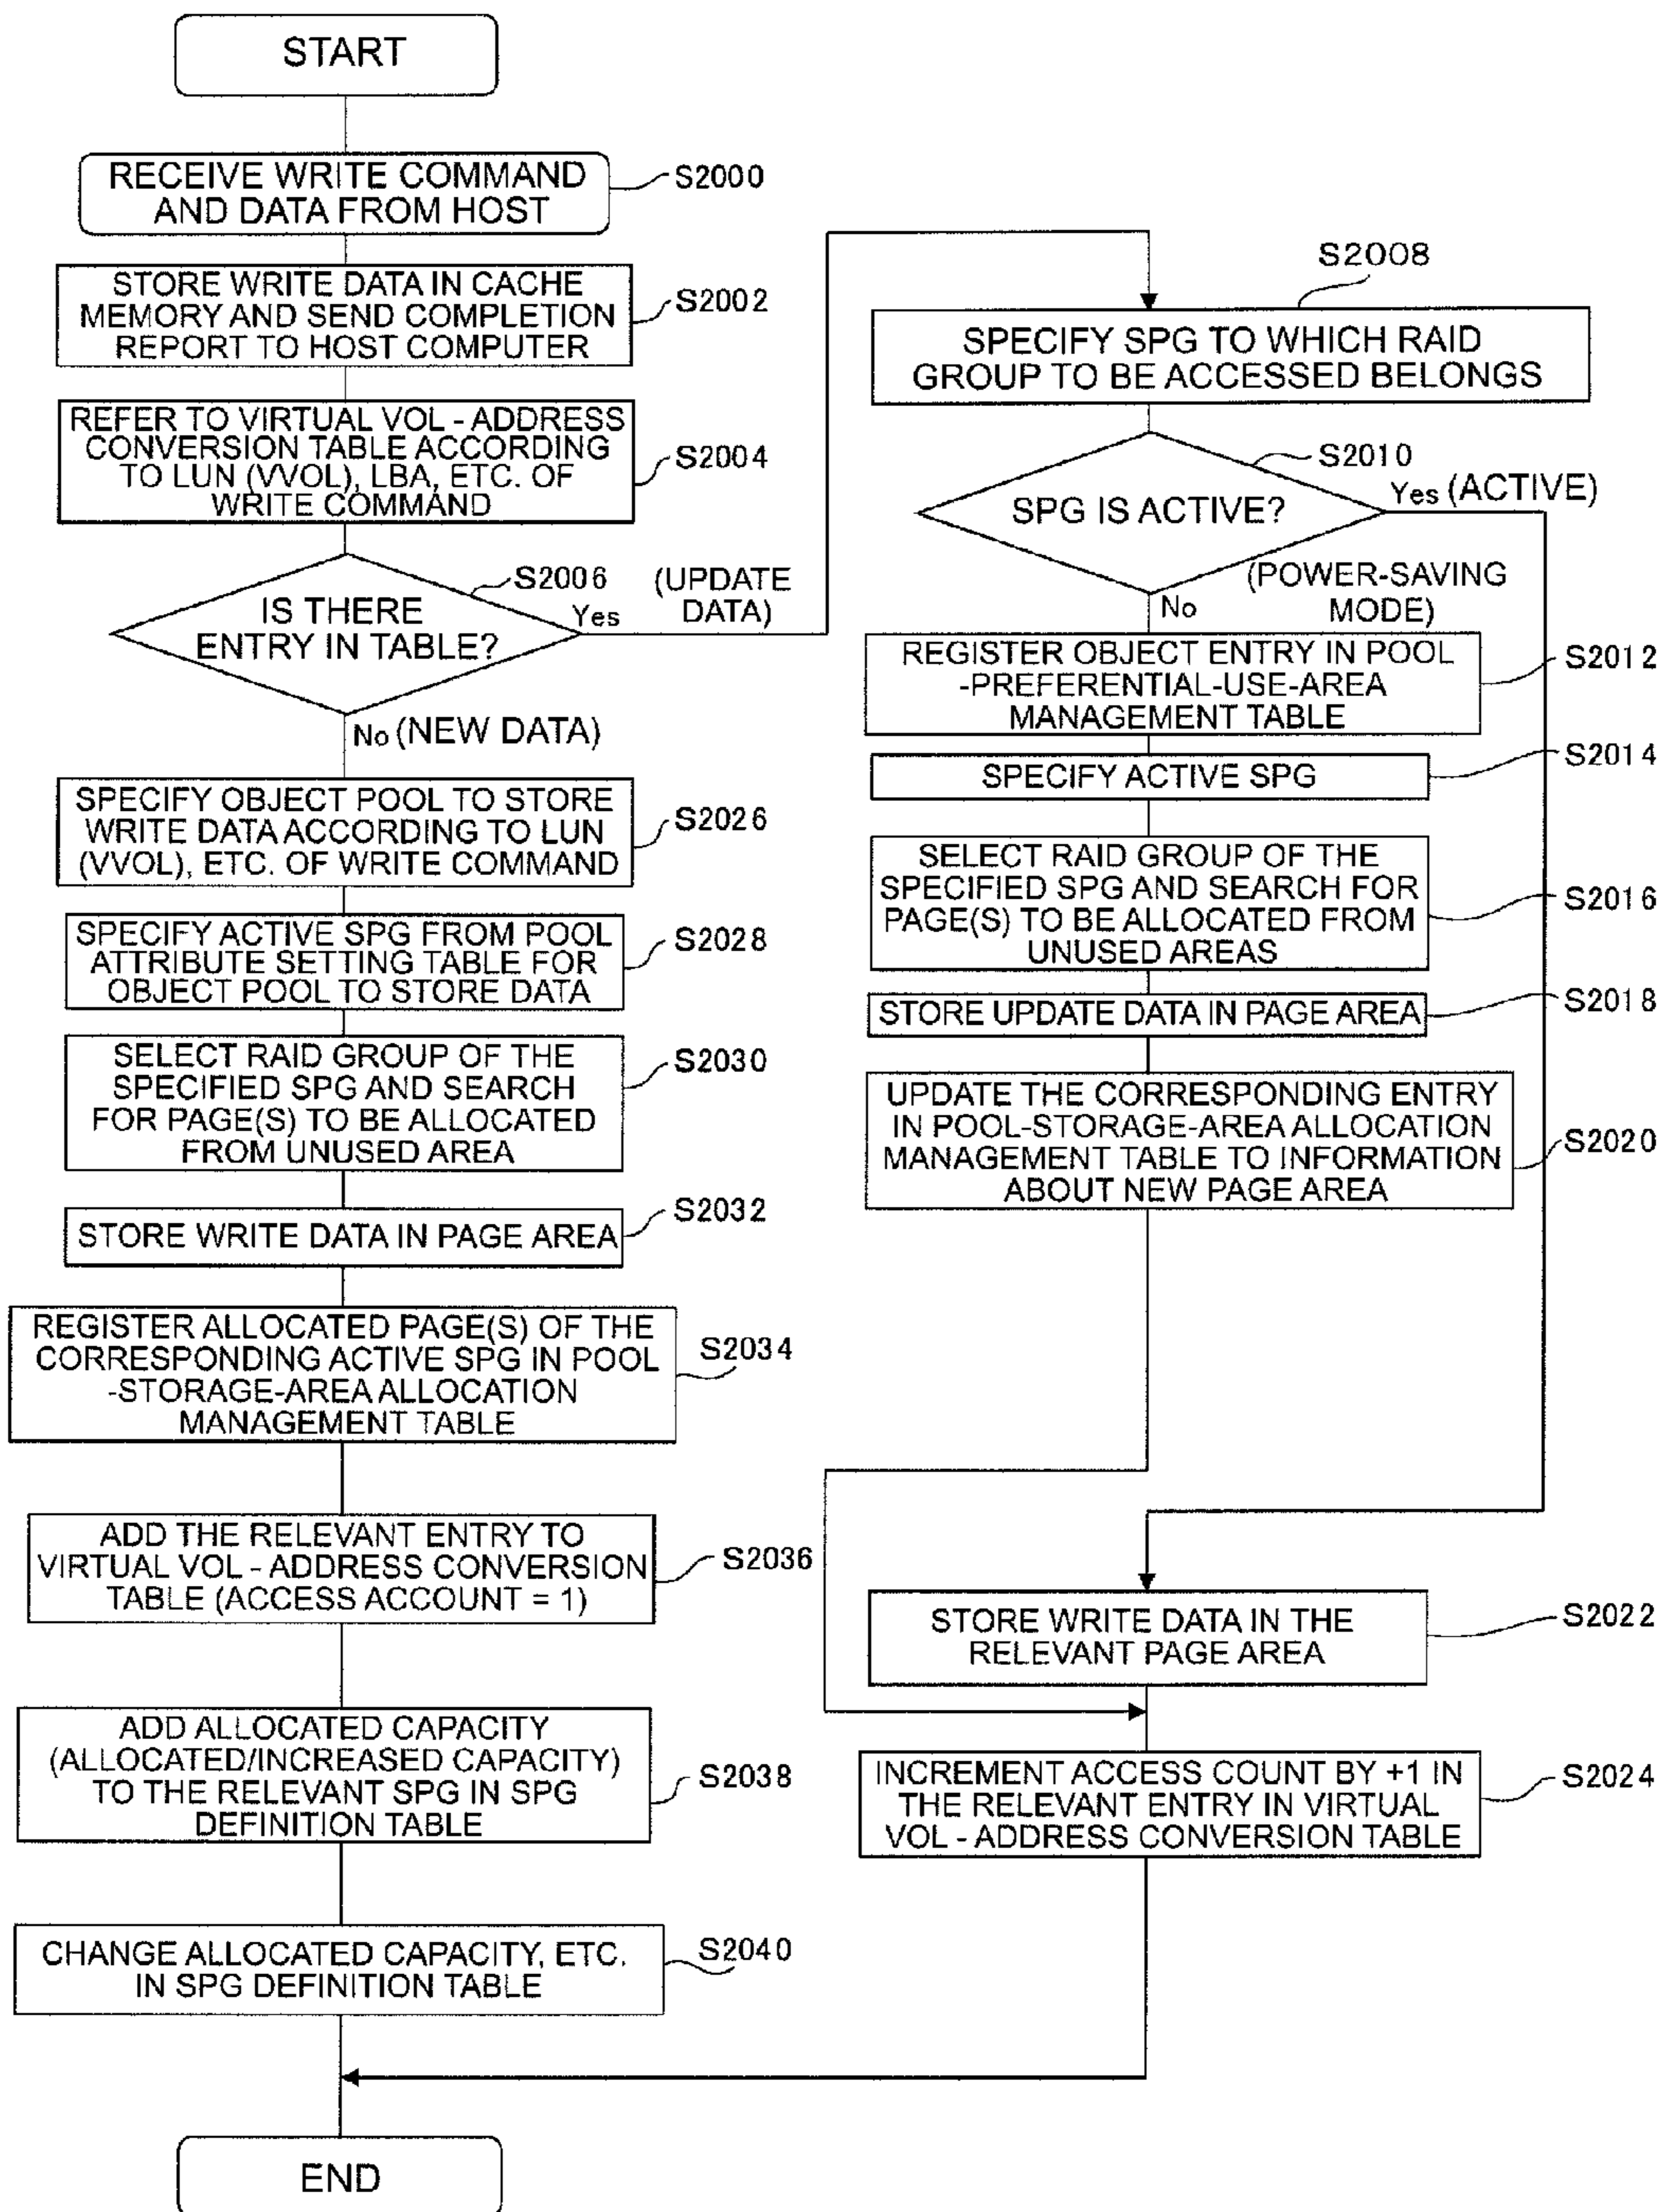 START
RECEIVE WRITE COMMAND
AND DATA FROM HOST
S2000
STORE WRITE DATA IN CACHE
MEMORY AND SEND COMPLETION
REPORT TO HOST COMPUTER
S2002
REFER TO VIRTUAL VOL - ADDRESS
CONVERSION TABLE ACCORDING
TO LUN (VVOL), LBA, ETC. OF
WRITE COMMAND
S2004
IS THERE
ENTRY IN TABLE?
S2006
Yes
(UPDATE
DATA)
No (NEW DATA)
SPECIFY OBJECT POOL TO STORE
WRITE DATA ACCORDING TO LUN
(VVOL), ETC. OF WRITE COMMAND
S2026
SPECIFY ACTIVE SPG FROM POOL
ATTRIBUTE SETTING TABLE FOR
OBJECT POOL TO STORE DATA
S2028
SELECT RAID GROUP OF THE
SPECIFIED SPG AND SEARCH
FOR PAGE(S) TO BE ALLOCATED
FROM UNUSED AREA
S2030
STORE WRITE DATA IN PAGE AREA
S2032
REGISTER ALLOCATED PAGE(S) OF THE
CORRESPONDING ACTIVE SPG IN POOL
-STORAGE-AREA ALLOCATION
MANAGEMENT TABLE
S2034
ADD THE RELEVANT ENTRY TO
VIRTUAL VOL - ADDRESS CONVERSION
TABLE (ACCESS ACCOUNT = 1)
S2036
ADD ALLOCATED CAPACITY
(ALLOCATED/INCREASED CAPACITY)
TO THE RELEVANT SPG IN SPG
DEFINITION TABLE
S2038
CHANGE ALLOCATED CAPACITY, ETC.
IN SPG DEFINITION TABLE
S2040
END
S2008
SPECIFY SPG TO WHICH RAID
GROUP TO BE ACCESSED BELONGS
S2010
SPG IS ACTIVE?
Yes (ACTIVE)
(POWER-SAVING
MODE)
No
REGISTER OBJECT ENTRY IN POOL
-PREFERENTIAL-USE-AREA
MANAGEMENT TABLE
S2012
SPECIFY ACTIVE SPG
S2014
SELECT RAID GROUP OF THE
SPECIFIED SPG AND SEARCH FOR
PAGE(S) TO BE ALLOCATED FROM
UNUSED AREAS
S2016
STORE UPDATE DATA IN PAGE AREA
S2018
UPDATE THE CORRESPONDING ENTRY
IN POOL-STORAGE-AREA ALLOCATION
MANAGEMENT TABLE TO INFORMATION
ABOUT NEW PAGE AREA
S2020
STORE WRITE DATA IN THE
RELEVANT PAGE AREA
S2022
INCREMENT ACCESS COUNT BY +1 IN
THE RELEVANT ENTRY IN VIRTUAL
VOL - ADDRESS CONVERSION TABLE
S2024